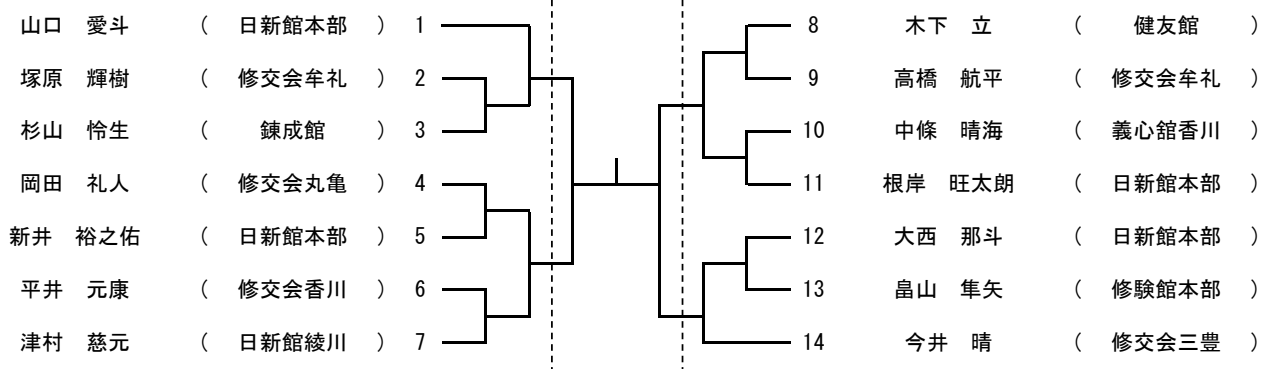 山口　愛斗　（　日新館本部　）　1
塚原　輝樹　（　修交会牟礼　）　2
杉山　怜生　（　錬成館　）　3
岡田　礼人　（　修交会丸亀　）　4
新井　裕之佑　（　日新館本部　）　5
平井　元康　（　修交会香川　）　6
津村　慈元　（　日新館綾川　）　7
8　木下　立　（　健友館　）
9　高橋　航平　（　修交会牟礼　）
10　中條　晴海　（　義心舘香川　）
11　根岸　旺太朗　（　日新館本部　）
12　大西　那斗　（　日新館本部　）
13　畠山　隼矢　（　修験館本部　）
14　今井　晴　（　修交会三豊　）